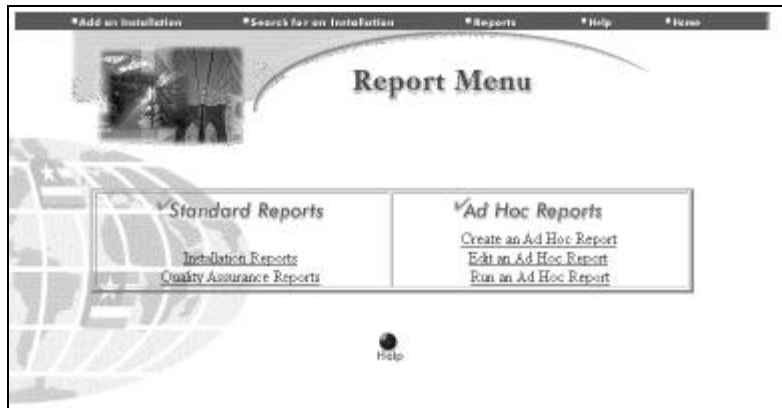 Add an Installation Search for an Installation Reports Help Home
Report Menu
Standard Reports
Installation Reports
Quality Assurance Reports
Ad Hoc Reports
Create an Ad Hoc Report
Edit an Ad Hoc Report
Run an Ad Hoc Report
Help